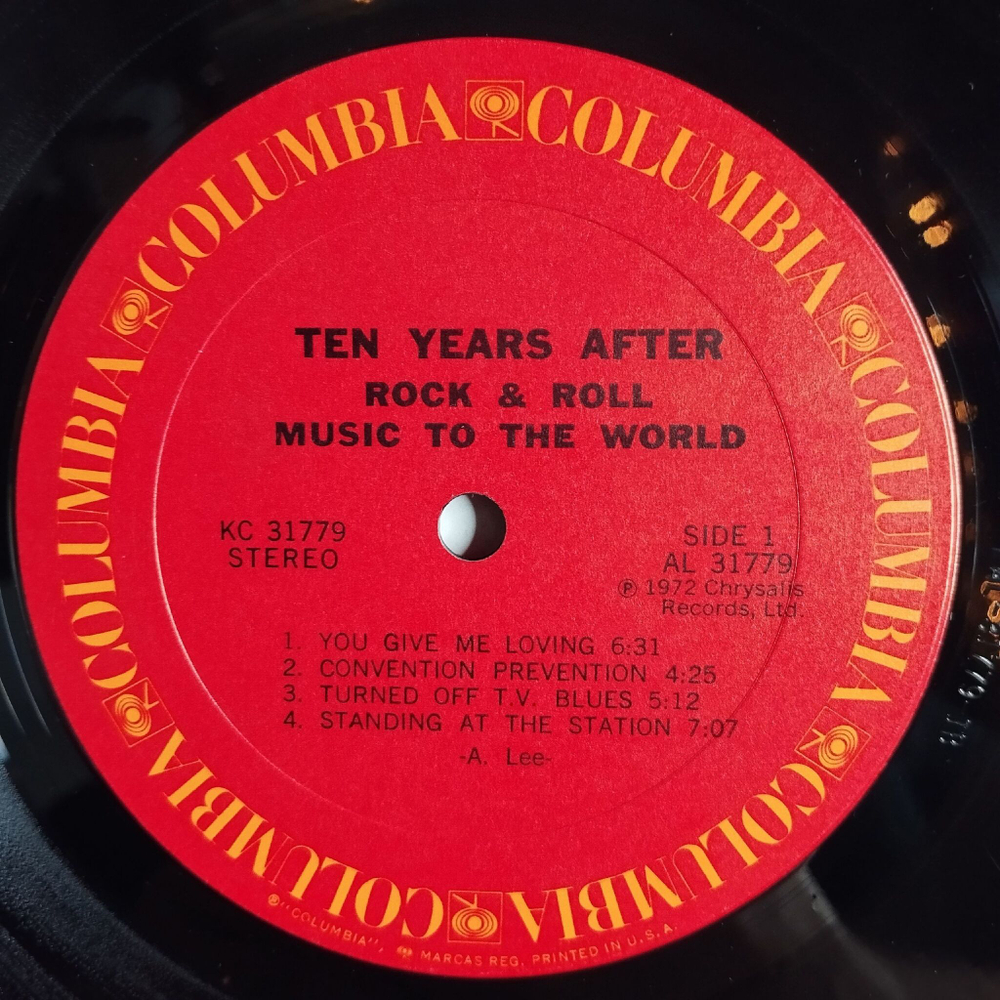 COLUMBIA COLUMBIA COLUMBIA COLUMBIA COLUMBIA COLUMBIA
TEN YEARS AFTER
ROCK & ROLL
MUSIC TO THE WORLD
KC 31779
STEREO
SIDE 1
AL 31779
℗ 1972 Chrysalis
Records, Ltd.
1. YOU GIVE ME LOVING 6:31
2. CONVENTION PREVENTION 4:25
3. TURNED OFF T.V. BLUES 5:12
4. STANDING AT THE STATION 7:07
-A. Lee-
®"COLUMBIA", MARCAS REG. PRINTED IN U.S.A.